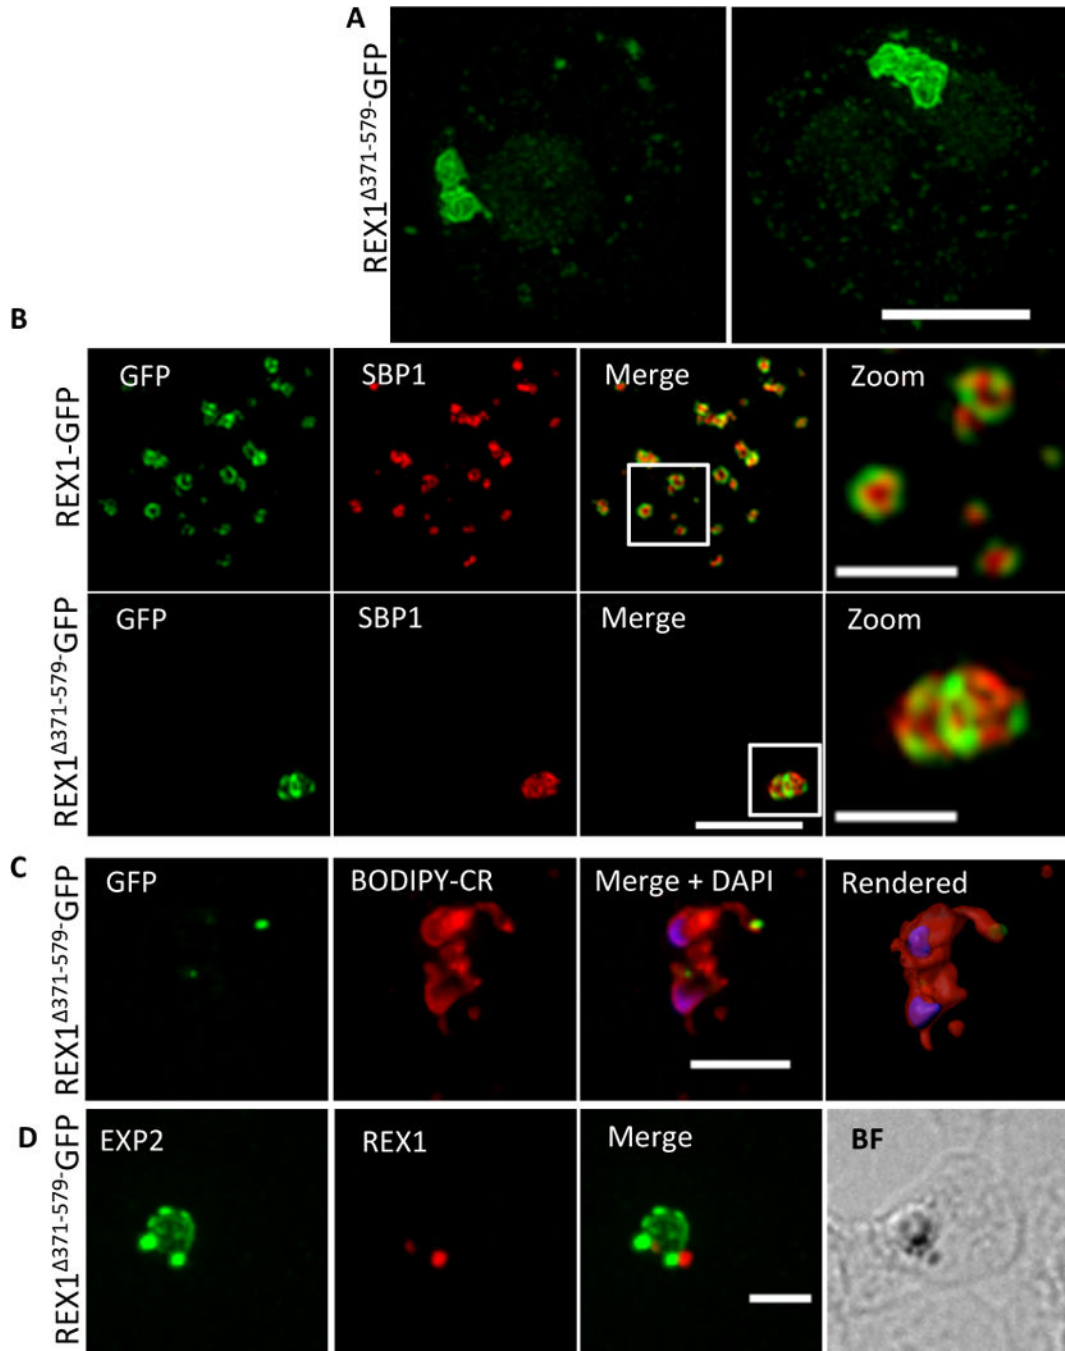 A
REX1Δ371-579-GFP
B
REX1-GFP
GFP
SBP1
Merge
Zoom
REX1Δ371-579-GFP
GFP
SBP1
Merge
Zoom
C
REX1Δ371-579-GFP
GFP
BODIPY-CR
Merge + DAPI
Rendered
D
REX1Δ371-579-GFP
EXP2
REX1
Merge
BF